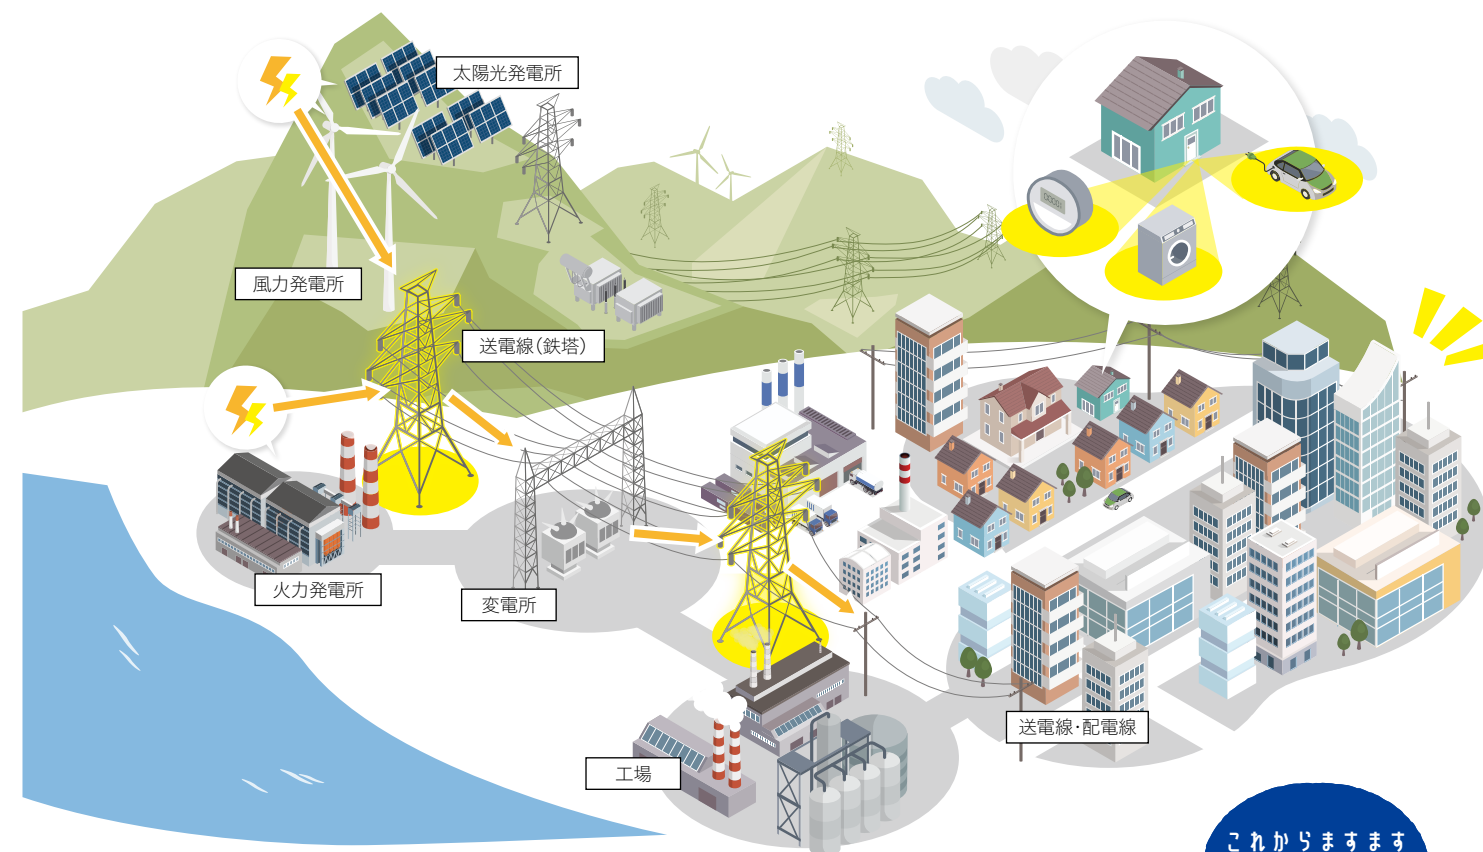 太陽光発電所
風力発電所
送電線(鉄塔)
火力発電所
変電所
送電線・配電線
工場
これからますます